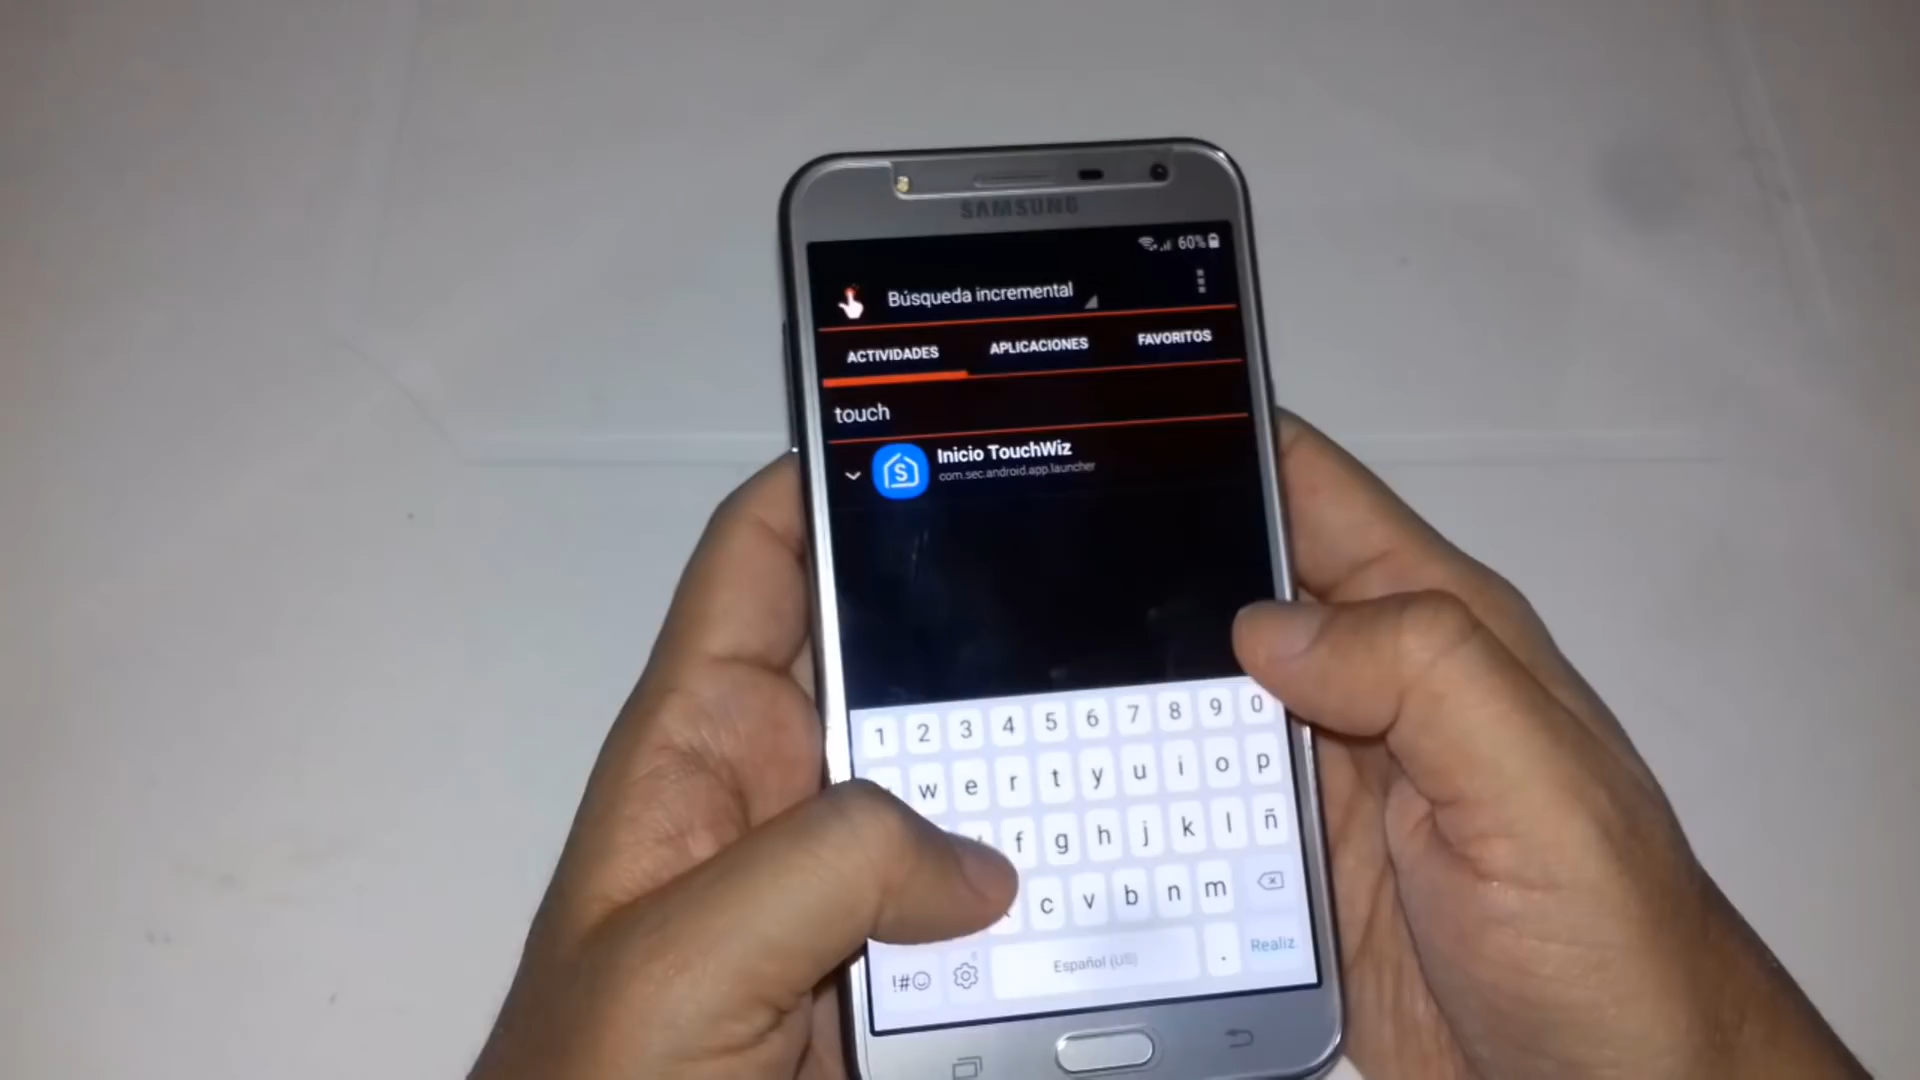 SAMSUNG
60%
Búsqueda incremental
ACTIVIDADES APLICACIONES FAVORITOS
touch
Inicio TouchWiz
com.sec.android.app.launcher
1 2 3 4 5 6 7 8 9 0
w e r t y u i o p
f g h j k l ñ
c v b n m
!#☺ Español (US) . Realiz.